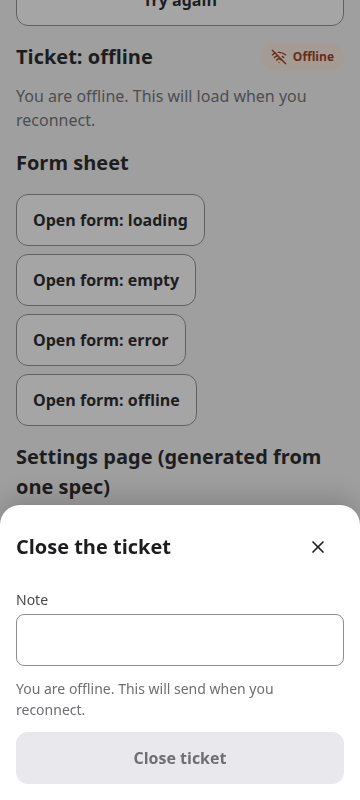 Try again
Ticket: offline
Offline
You are offline. This will load when you
reconnect.
Form sheet
Open form: loading
Open form: empty
Open form: error
Open form: offline
Settings page (generated from
one spec)
Close the ticket
Note
You are offline. This will send when you
reconnect.
Close ticket